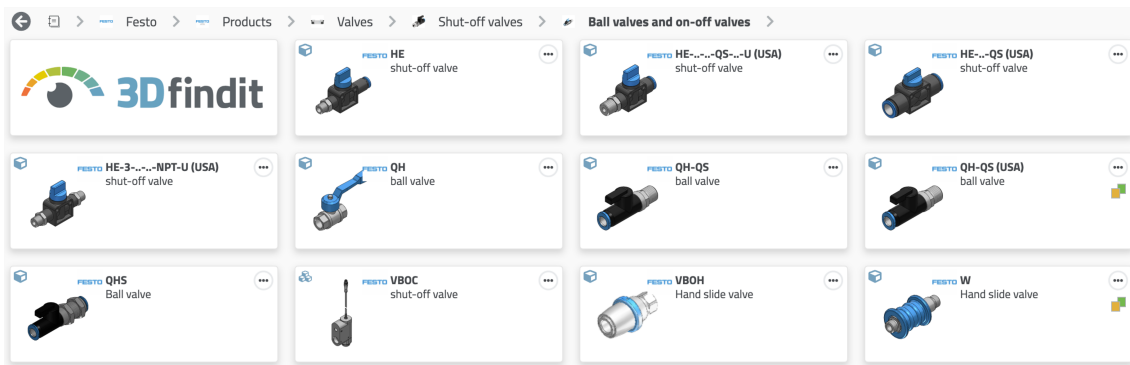 Festo
Products
Valves
Shut-off valves
Ball valves and on-off valves
3Dfindit
FESTO HE
shut-off valve
FESTO HE-..-..-QS-..-U (USA)
shut-off valve
FESTO HE-..-QS (USA)
shut-off valve
FESTO HE-3-..-..-NPT-U (USA)
shut-off valve
FESTO QH
ball valve
FESTO QH-QS
ball valve
FESTO QH-QS (USA)
ball valve
FESTO QHS
Ball valve
FESTO VBOC
shut-off valve
FESTO VBOH
Hand slide valve
FESTO W
Hand slide valve